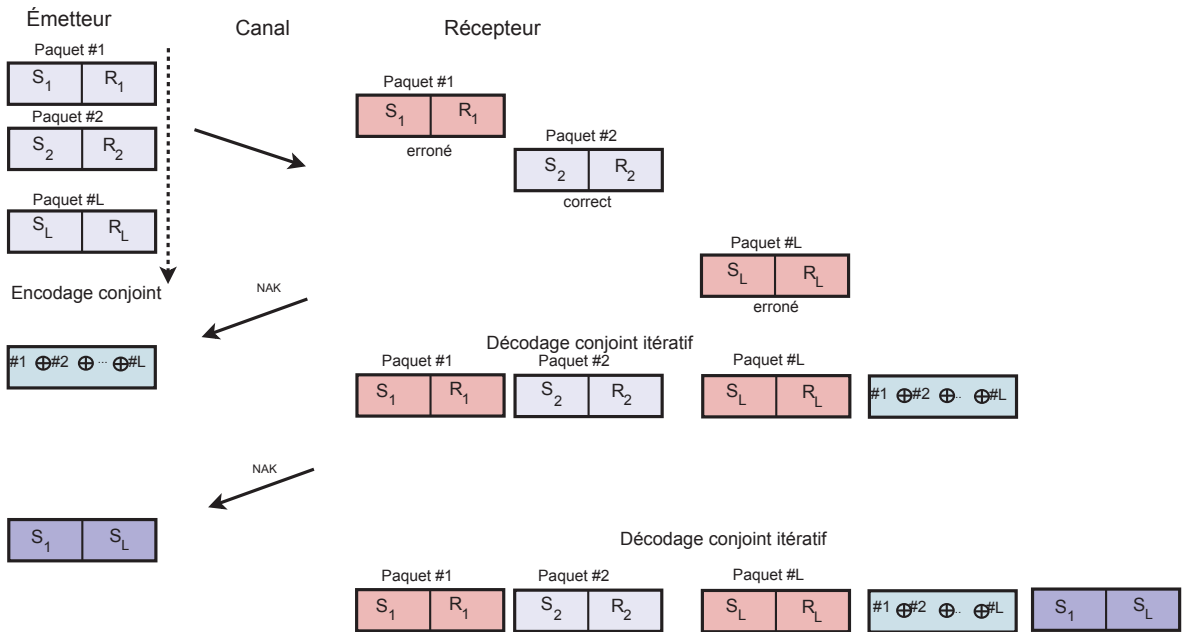 Émetteur
Canal
Récepteur
Paquet #1
S1 R1
Paquet #2
S2 R2
Paquet #L
SL RL
Paquet #1
S1 R1
erroné
Paquet #2
S2 R2
correct
Paquet #L
SL RL
erroné
Encodage conjoint
NAK
#1 ⊕#2 ⊕ ... ⊕#L
Décodage conjoint itératif
Paquet #1 Paquet #2 Paquet #L
S1 R1 S2 R2 SL RL #1 ⊕#2 ⊕.. ⊕#L
NAK
S1 SL
Décodage conjoint itératif
Paquet #1 Paquet #2 Paquet #L
S1 R1 S2 R2 SL RL #1 ⊕#2 ⊕.. ⊕#L S1 SL